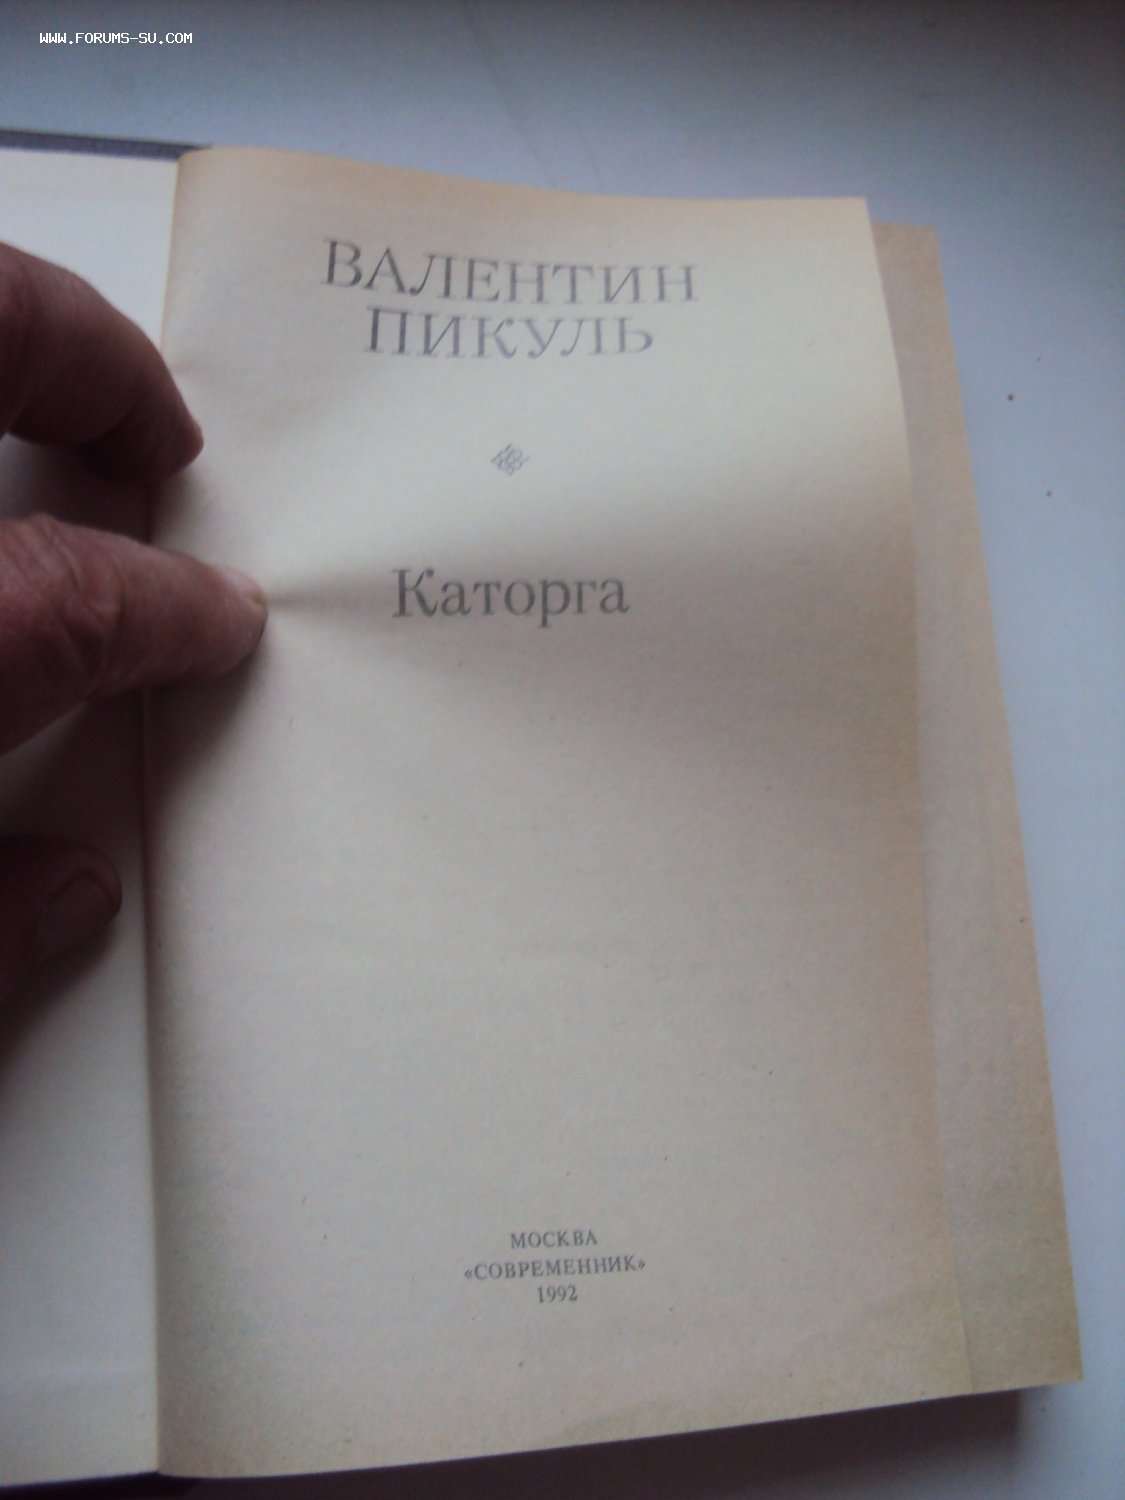 WWW.FORUMS-SU.COM
ВАЛЕНТИН
ПИКУЛЬ
Каторга
МОСКВА
«СОВРЕМЕННИК»
1992